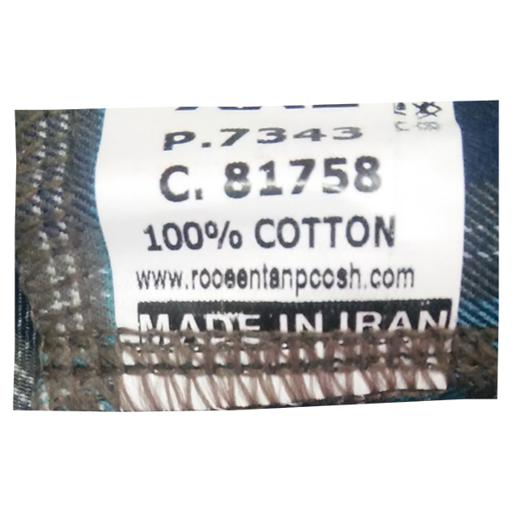 P.7343
C. 81758
100% COTTON
www.rooeentanpoosh.com
MADE IN IRAN